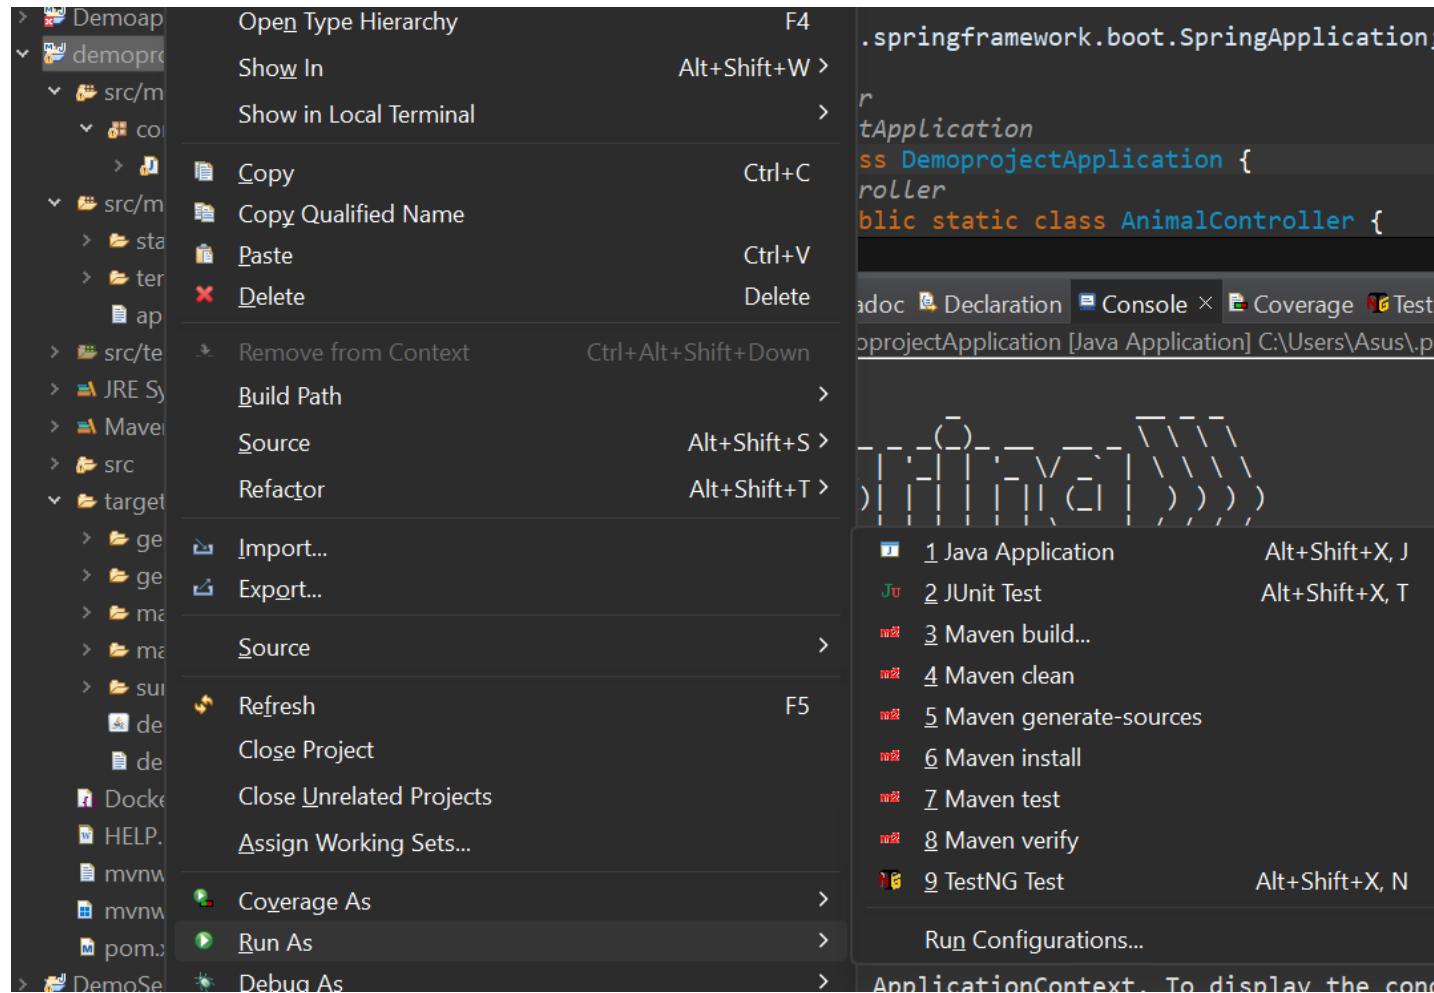 Demoap
demopro
src/m
co
src/m
sta
ter
ap
src/te
JRE Sy
Maver
src
target
ge
ge
ma
ma
sur
de
de
Docke
HELP.
mvnw
mvnw
pom.x
DemoSe
Open Type Hierarchy F4
Show In Alt+Shift+W >
Show in Local Terminal >
Copy Ctrl+C
Copy Qualified Name
Paste Ctrl+V
Delete Delete
Remove from Context Ctrl+Alt+Shift+Down
Build Path >
Source Alt+Shift+S >
Refactor Alt+Shift+T >
Import...
Export...
Source >
Refresh F5
Close Project
Close Unrelated Projects
Assign Working Sets...
Coverage As >
Run As >
Debug As >
.springframework.boot.SpringApplication;
r
tApplication
ss DemoprojectApplication {
roller
blic static class AnimalController {
adoc Declaration Console × Coverage Test
oprojectApplication [Java Application] C:\Users\Asus\.p
1 Java Application Alt+Shift+X, J
2 JUnit Test Alt+Shift+X, T
3 Maven build...
4 Maven clean
5 Maven generate-sources
6 Maven install
7 Maven test
8 Maven verify
9 TestNG Test Alt+Shift+X, N
Run Configurations...
ApplicationContext. To display the cond